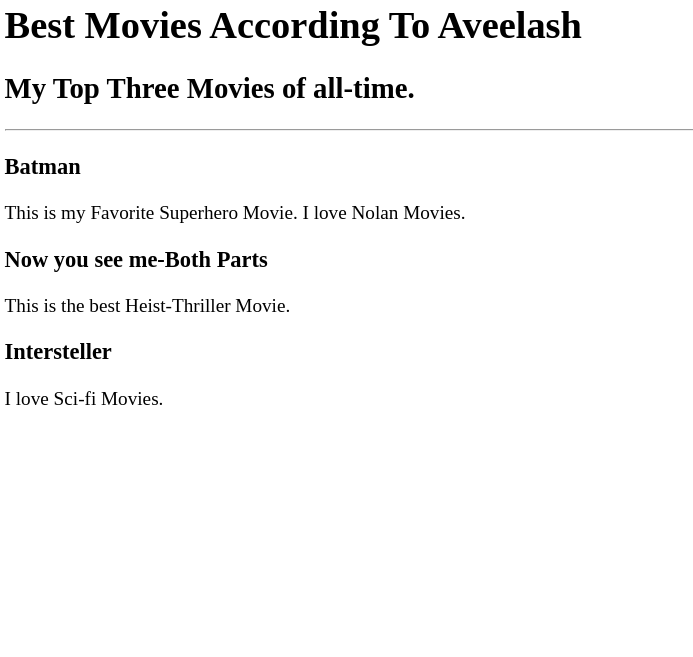 Best Movies According To Aveelash
My Top Three Movies of all-time.
Batman
This is my Favorite Superhero Movie. I love Nolan Movies.
Now you see me-Both Parts
This is the best Heist-Thriller Movie.
Intersteller
I love Sci-fi Movies.